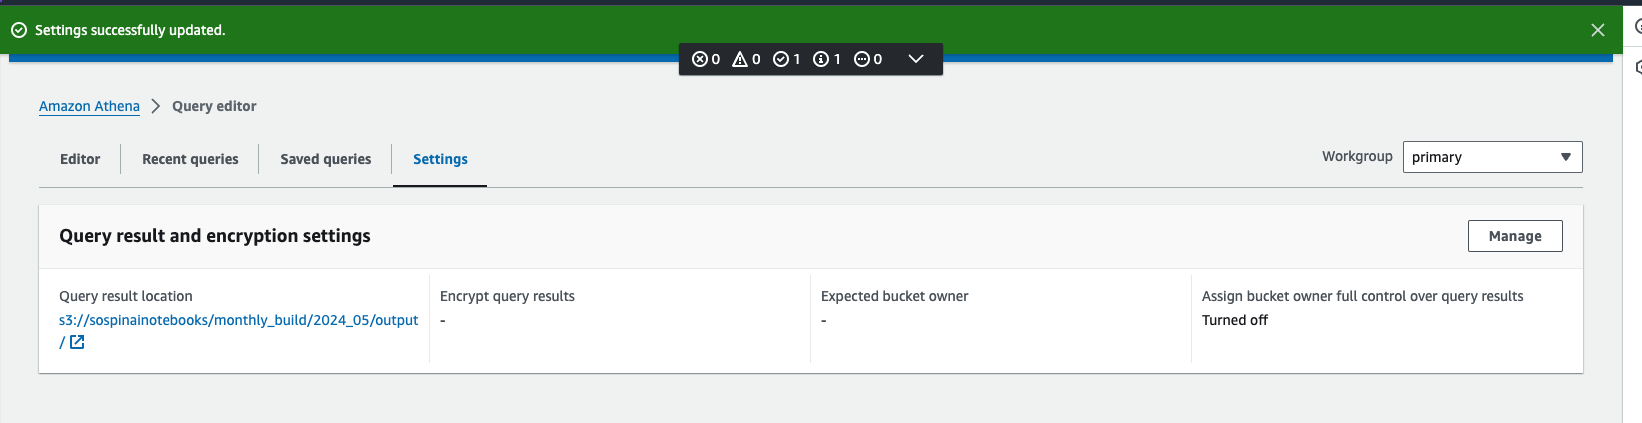 Settings successfully updated.
0 0 1 1 0
Amazon Athena Query editor
Editor Recent queries Saved queries Settings
Workgroup primary
Query result and encryption settings
Manage
Query result location
s3://sospinainotebooks/monthly_build/2024_05/output
/
Encrypt query results
-
Expected bucket owner
-
Assign bucket owner full control over query results
Turned off